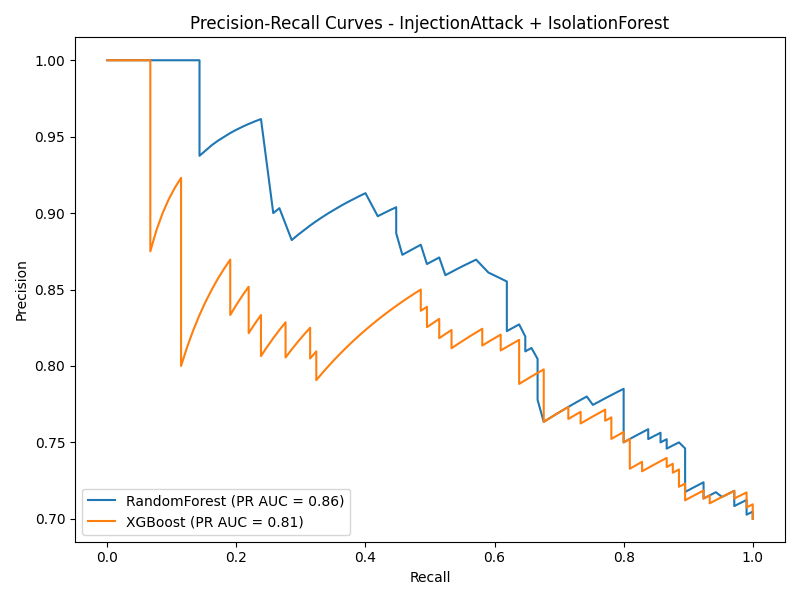 Precision-Recall Curves - InjectionAttack + IsolationForest
1.00
0.95
0.90
0.85
0.80
0.75
0.70
Precision
RandomForest (PR AUC = 0.86)
XGBoost (PR AUC = 0.81)
0.0 0.2 0.4 0.6 0.8 1.0
Recall